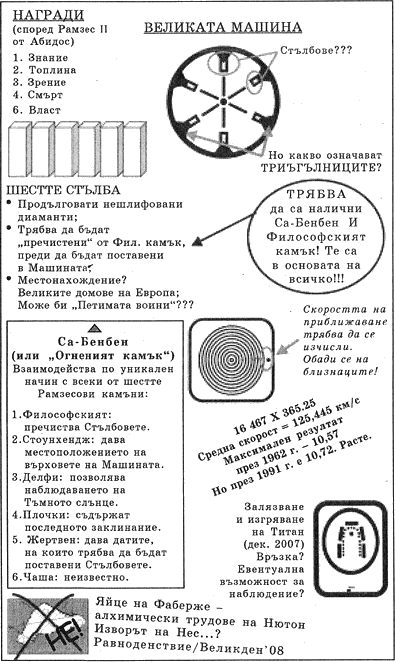 НАГРАДИ
(според Рамзес II
от Абидос)
1. Знание
2. Топлина
3. Зрение
4. Смърт
6. Власт
ВЕЛИКАТА МАШИНА
Стълбове???
Но какво означават
ТРИЪГЪЛНИЦИТЕ?
ШЕСТТЕ СТЪЛБА
• Продълговати нешлифовани
диаманти;
• Трябва да бъдат
„пречистени" от Фил. камък,
преди да бъдат поставени
в Машината;
• Местонахождение?
Великите домове на Европа;
Може би „Петимата воини"???
ТРЯБВА
да са налични
Са-Бенбен И
Философският
камък! Те са
в основата на
всичко!!!
Са-Бенбен
(или „Огненият камък")
Взаимодейства по уникален
начин с всеки от шестте
Рамзесови камъни:
1.Философският:
пречиства Стълбовете.
2.Стоунхендж: дава
местоположението на
върховете на Машината.
3.Делфи: позволява
наблюдаването на
Тъмното слънце.
4.Плочки: съдържат
последното заклинание.
5. Жертвен: дава датите,
на които трябва да бъдат
поставени Стълбовете.
6.Чаша: неизвестно.
Скоростта на
приближаване
трябва да се
изчисли.
Обади се на
близнаците!
16 467 X 365.25
Средна скорост = 125,445 км/с
Максимален резултат
през 1962 г. – 10,57
Но през 1991 г. е 10,72. Расте.
Залязване
и изгряване
на Титан
(дек. 2007)
Връзка?
Евентуална
възможност за
наблюдение?
НЕ!
Яйце на Фаберже –
алхимически трудове на Нютон
Изворът на Нес...?
Равноденствие/Великден'08